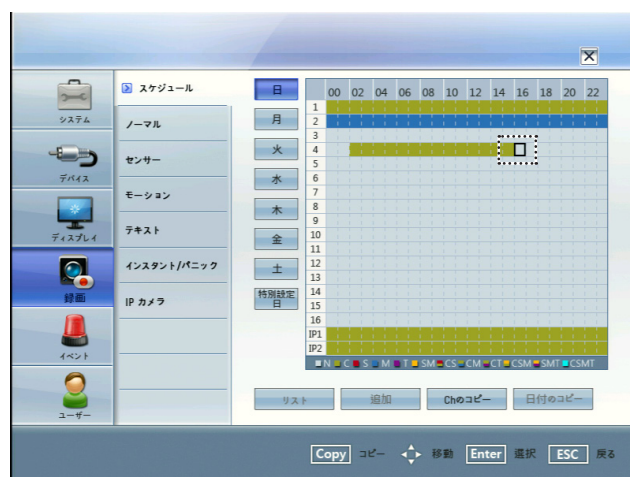 システム
デバイス
ディスプレイ
録画
イベント
ユーザー
スケジュール
ノーマル
センサー
モーション
テキスト
インスタント/パニック
IP カメラ
日
月
火
水
木
金
土
特別設定
日
00 02 04 06 08 10 12 14 16 18 20 22
1
2
3
4
5
6
7
8
9
10
11
12
13
14
15
16
IP1
IP2
N C S M T SM CS CM CT CSM SMT CSMT
リスト 追加 Chのコピー 日付のコピー
Copy コピー 移動 Enter 選択 ESC 戻る